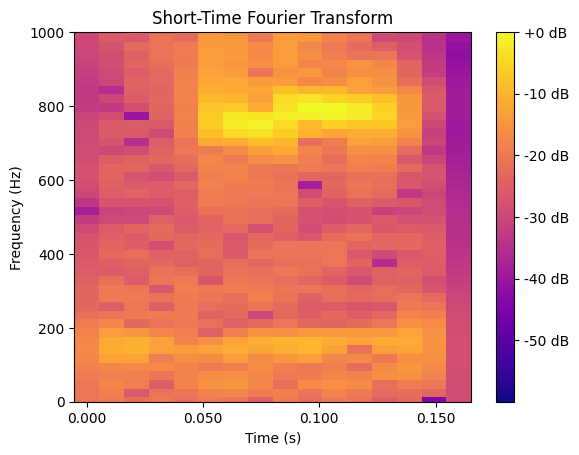 Short-Time Fourier Transform
1000
800
600
400
200
0
Frequency (Hz)
0.000
0.050
0.100
0.150
Time (s)
+0 dB
-10 dB
-20 dB
-30 dB
-40 dB
-50 dB